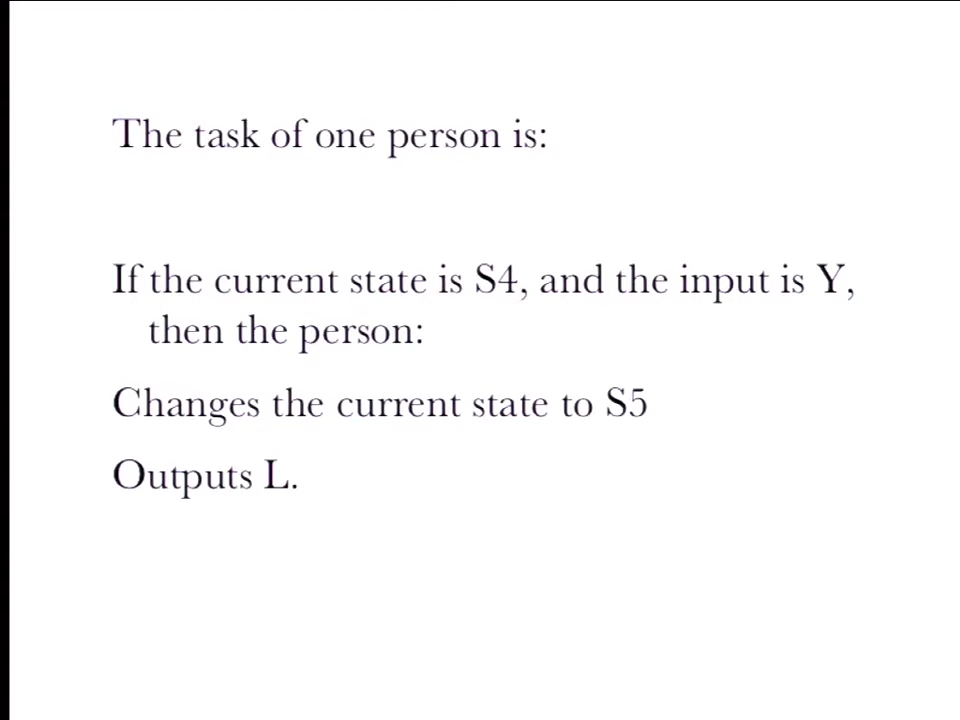 The task of one person is:
If the current state is S4, and the input is Y,
then the person:
Changes the current state to S5
Outputs L.